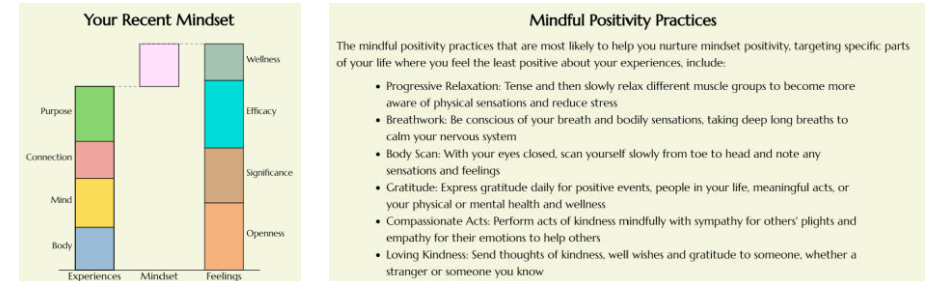 Your Recent Mindset
Wellness
Purpose
Efficacy
Connection
Significance
Mind
Openness
Body
Experiences Mindset Feelings
Mindful Positivity Practices
The mindful positivity practices that are most likely to help you nurture mindset positivity, targeting specific parts
of your life where you feel the least positive about your experiences, include:
• Progressive Relaxation: Tense and then slowly relax different muscle groups to become more
aware of physical sensations and reduce stress
• Breathwork: Be conscious of your breath and bodily sensations, taking deep long breaths to
calm your nervous system
• Body Scan: With your eyes closed, scan yourself slowly from toe to head and note any
sensations and feelings
• Gratitude: Express gratitude daily for positive events, people in your life, meaningful acts, or
your physical or mental health and wellness
• Compassionate Acts: Perform acts of kindness mindfully with sympathy for others' plights and
empathy for their emotions to help others
• Loving Kindness: Send thoughts of kindness, well wishes and gratitude to someone, whether a
stranger or someone you know